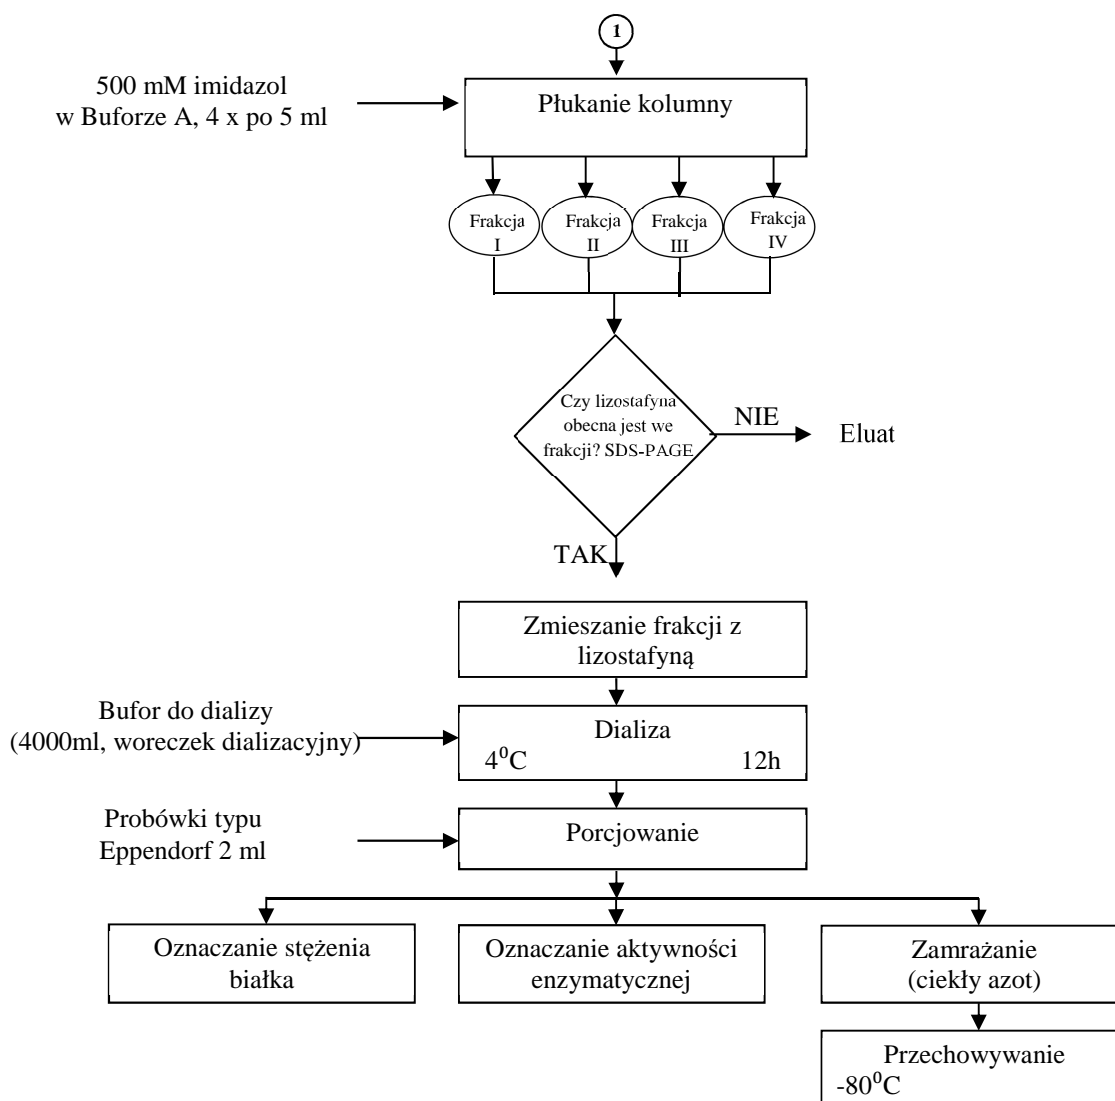 1
500 mM imidazol
w Buforze A, 4 x po 5 ml
Płukanie kolumny
Frakcja
I
Frakcja
II
Frakcja
III
Frakcja
IV
Czy lizostafyna
obecna jest we
frakcji? SDS-PAGE
NIE
Eluat
TAK
Zmieszanie frakcji z
lizostafyną
Bufor do dializy
(4000ml, woreczek dializacyjny)
Dializa
4⁰C 12h
Probówki typu
Eppendorf 2 ml
Porcjowanie
Oznaczanie stężenia
białka
Oznaczanie aktywności
enzymatycznej
Zamrażanie
(ciekły azot)
Przechowywanie
-80⁰C